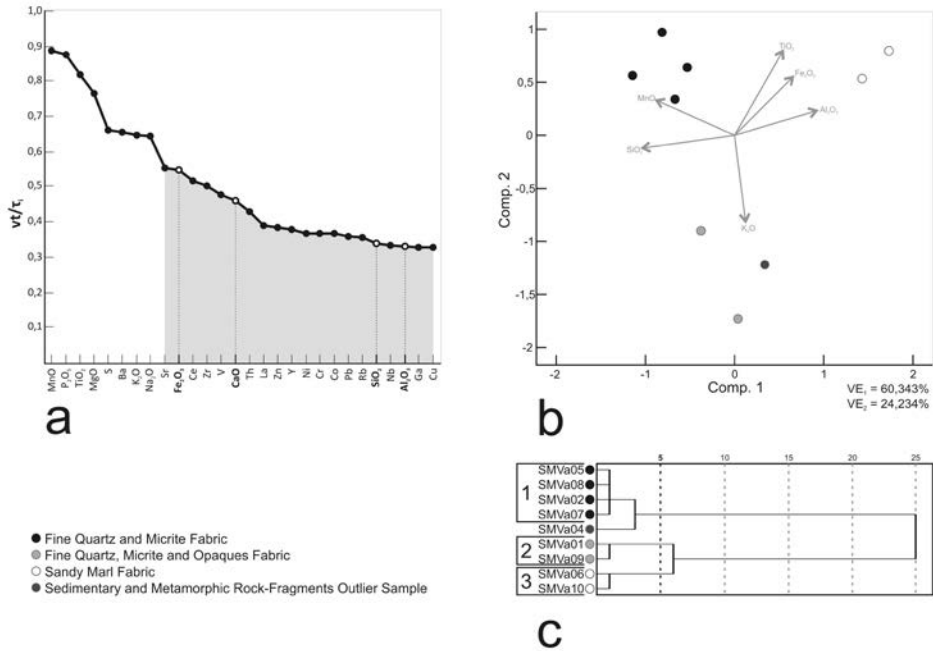 1,0
0,9
0,8
0,7
0,6
0,5
0,4
0,3
0,2
0,1
vt/τᵢ
MnO
P₂O₅
TiO₂
MgO
S
Ba
K₂O
Na₂O
Sr
Fe₂O₃
Ce
Zr
V
CaO
Th
La
Zn
Y
Ni
Cr
Co
Pb
Rb
SiO₂
Nb
Al₂O₃
Ga
Cu
a
1
0,5
0
-0,5
-1
-1,5
-2
Comp. 2
TiO₂
Fe₂O₃
MnO
Al₂O₃
SiO₂
K₂O
-2
-1
0
1
2
Comp. 1
VE₁ = 60,343%
VE₂ = 24,234%
b
5
10
15
20
25
1
SMVa05
SMVa08
SMVa02
SMVa07
SMVa04
2
SMVa01
SMVa09
3
SMVa06
SMVa10
c
Fine Quartz and Micrite Fabric
Fine Quartz, Micrite and Opaques Fabric
Sandy Marl Fabric
Sedimentary and Metamorphic Rock-Fragments Outlier Sample